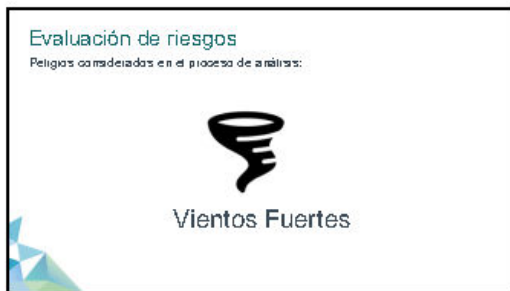 Evaluación de riesgos
Peligros considerados en el proceso de análisis:
Vientos Fuertes